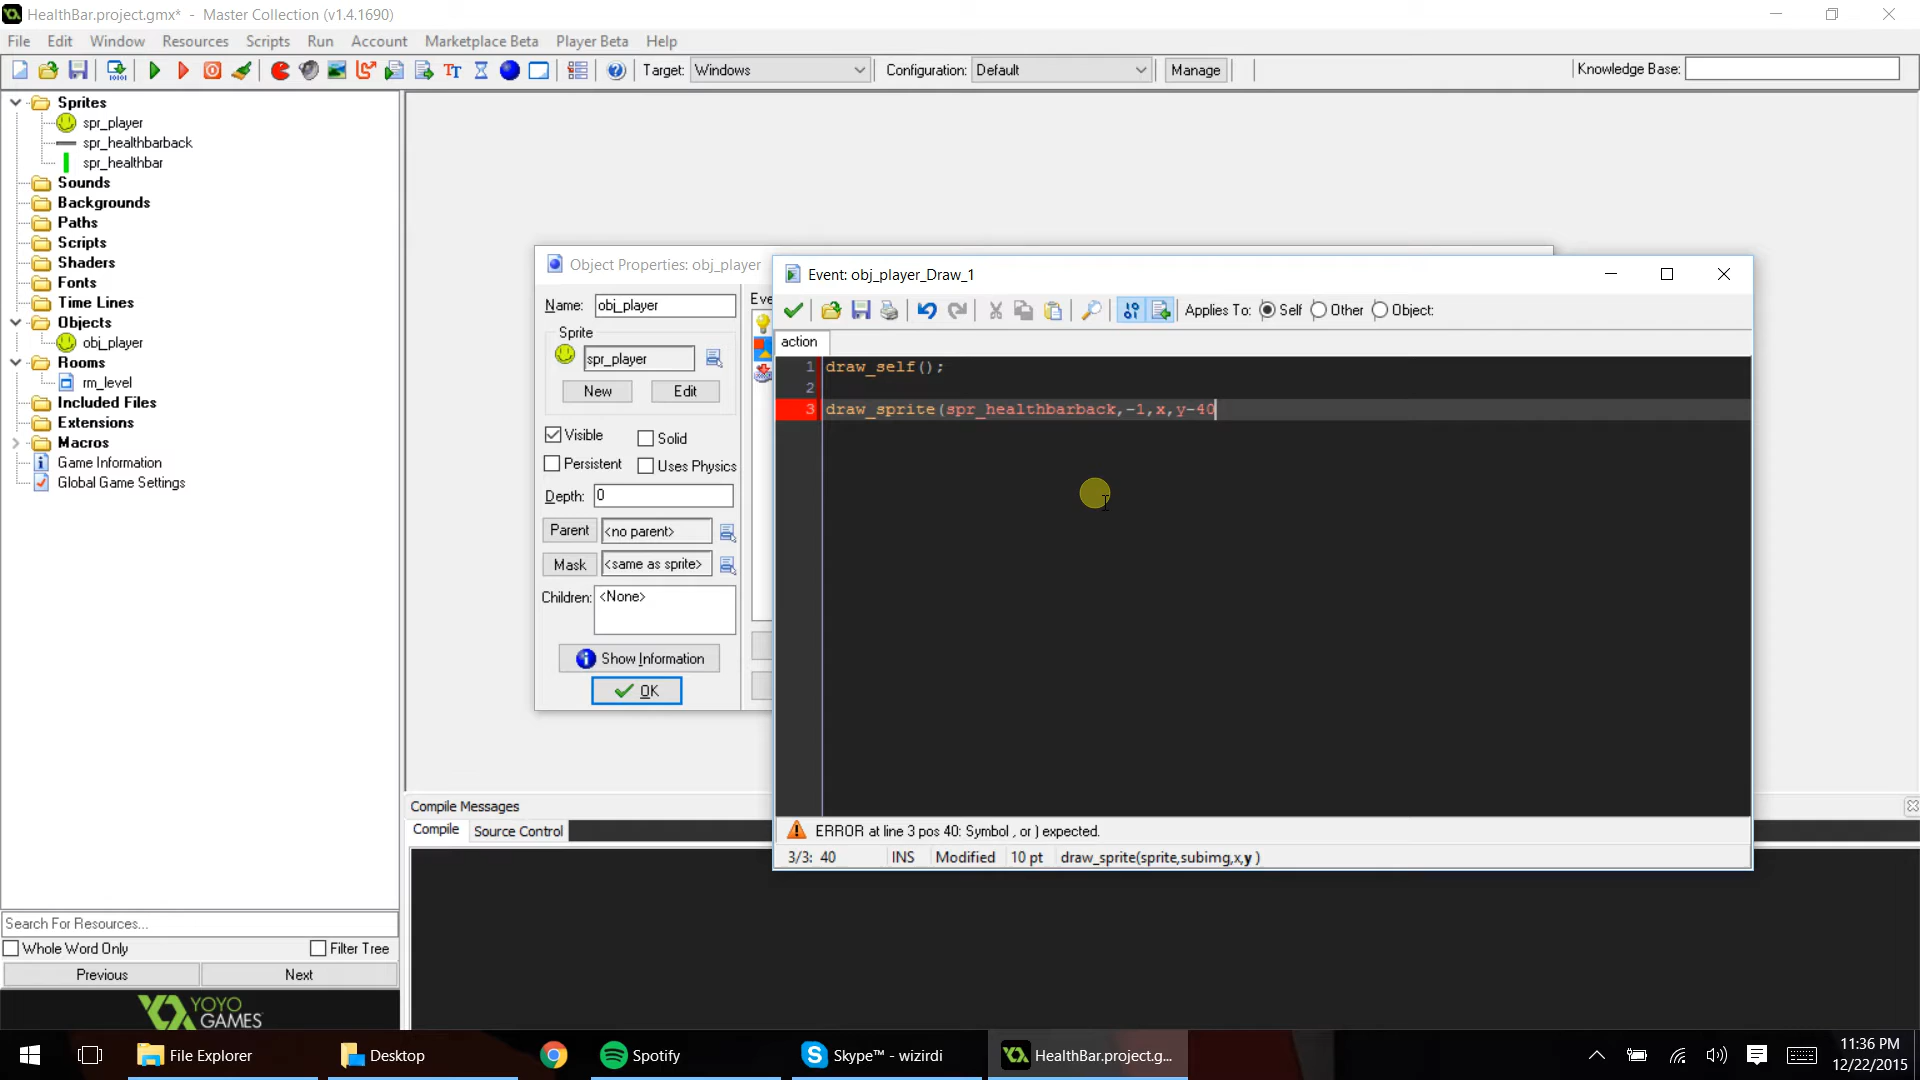 HealthBar.project.gmx* - Master Collection (v1.4.1690)
File Edit Window Resources Scripts Run Account Marketplace Beta Player Beta Help
Target: Windows Configuration: Default Manage Knowledge Base:
Sprites
spr_player
spr_healthbarback
spr_healthbar
Sounds
Backgrounds
Paths
Scripts
Shaders
Fonts
Time Lines
Objects
obj_player
Rooms
rm_level
Included Files
Extensions
Macros
Game Information
Global Game Settings
Search For Resources...
Whole Word Only Filter Tree
Previous Next
YOYO
GAMES
Object Properties: obj_player
Name: obj_player
Sprite
spr_player
New Edit
Visible Solid
Persistent Uses Physics
Depth: 0
Parent <no parent>
Mask <same as sprite>
Children: <None>
Show Information
OK
Eve
Event: obj_player_Draw_1
Applies To: Self Other Object:
action
1 draw_self();
2
3 draw_sprite(spr_healthbarback,-1,x,y-40
ERROR at line 3 pos 40: Symbol , or ) expected.
3/3: 40 INS Modified 10 pt draw_sprite(sprite,subimg,x,y )
Compile Messages
Compile Source Control
File Explorer Desktop Spotify Skype™ - wizirdi HealthBar.project.g...
11:36 PM
12/22/2015